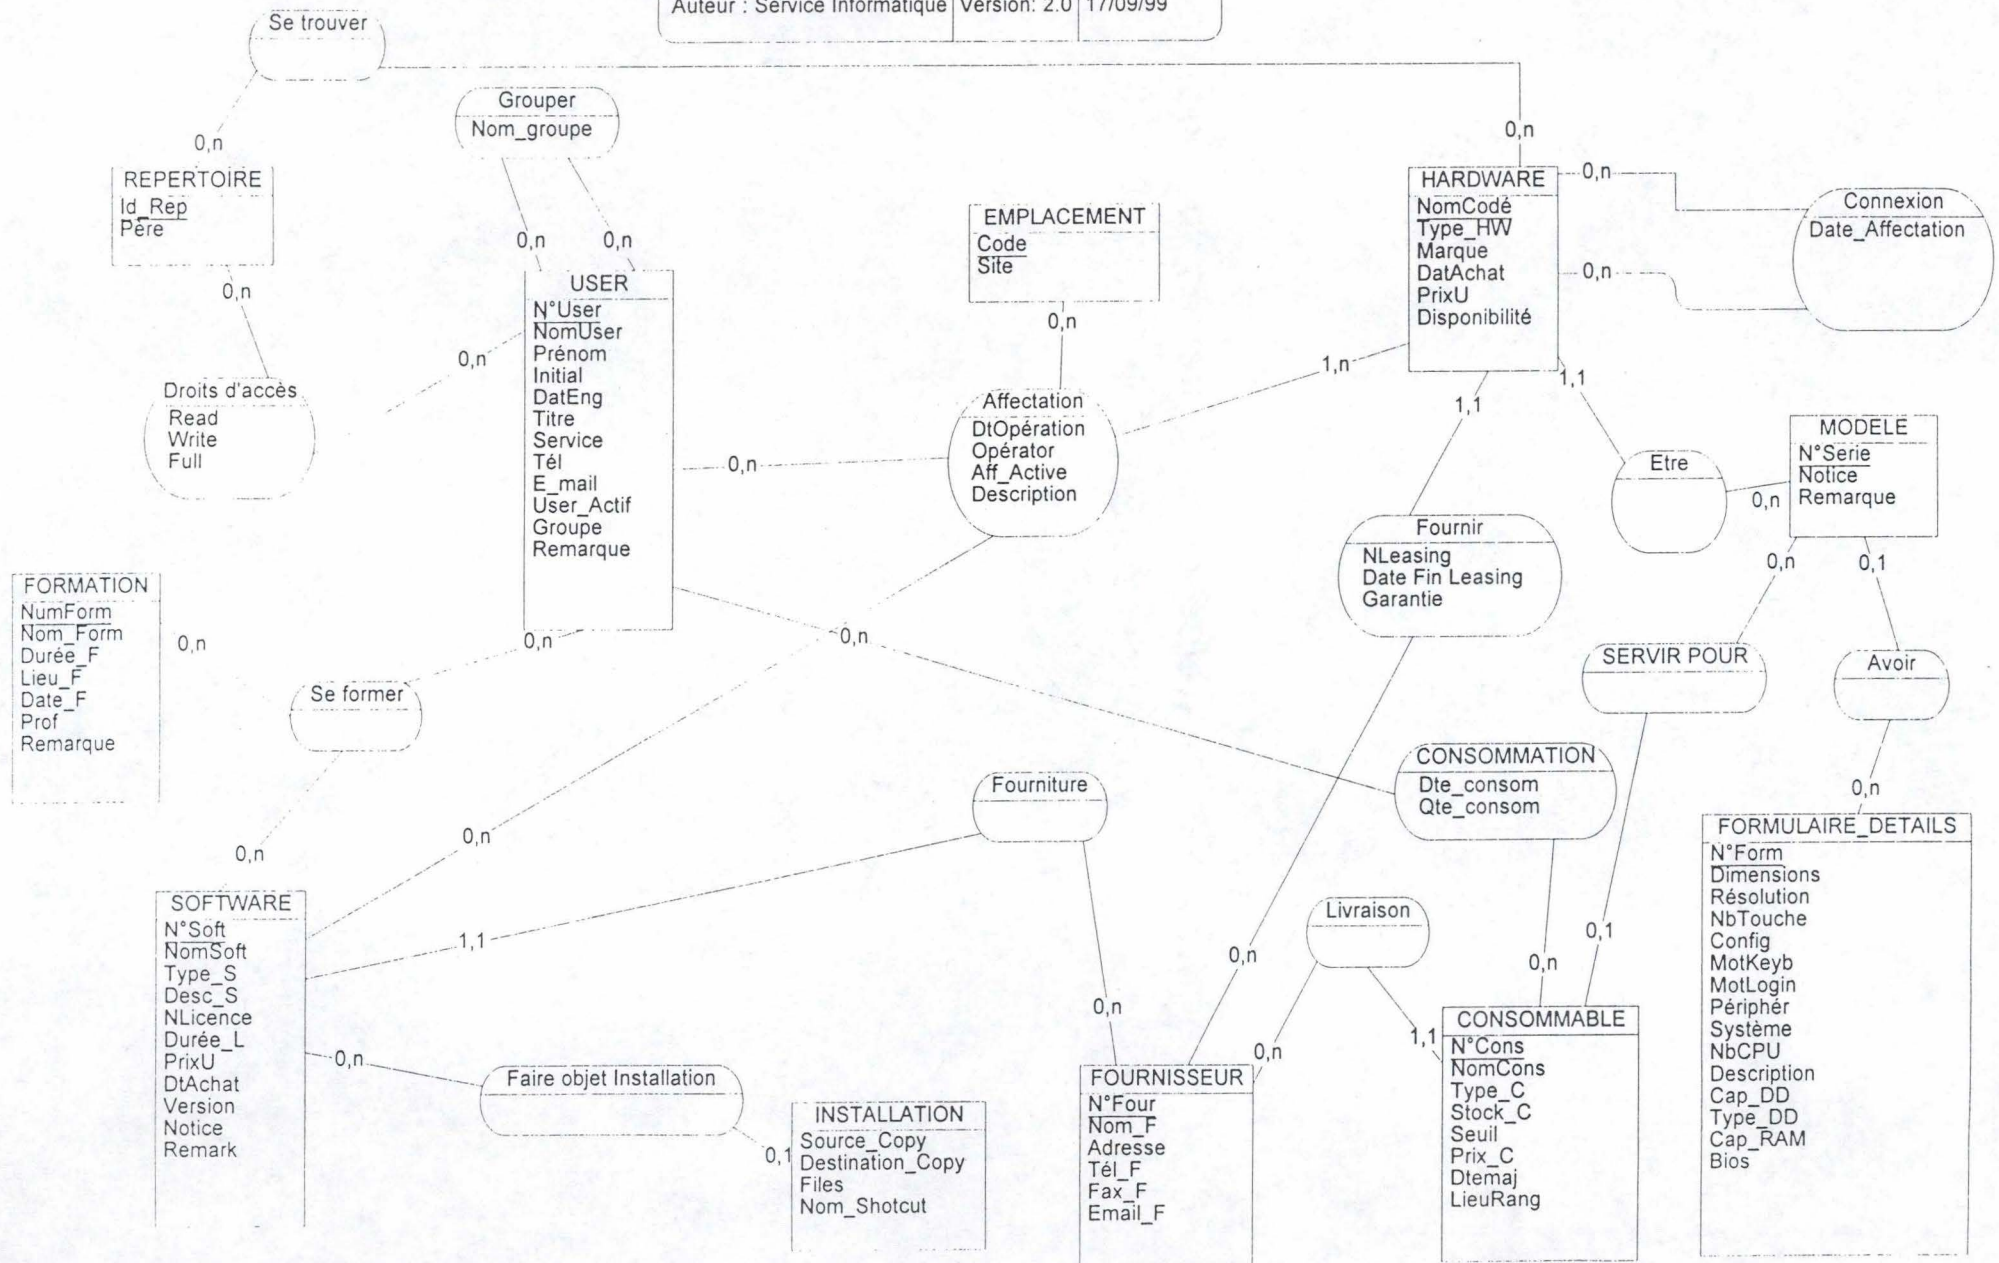 Auteur : Service Informatique Version: 2.0 17/09/99
Se trouver
0,n
0,n
Grouper
Nom_groupe
0,n
0,n
REPERTOIRE
Id_Rep
Père
0,n
Droits d'accès
Read
Write
Full
0,n
USER
N°User
NomUser
Prénom
Initial
DatEng
Titre
Service
Tél
E_mail
User_Actif
Groupe
Remarque
EMPLACEMENT
Code
Site
0,n
Affectation
DtOpération
Opérator
Aff_Active
Description
0,n
1,n
0,n
HARDWARE
NomCodé
Type_HW
Marque
DatAchat
PrixU
Disponibilité
0,n
0,n
Connexion
Date_Affectation
1,1
1,1
Etre
0,n
MODELE
N°Serie
Notice
Remarque
0,n
0,1
Fournir
NLeasing
Date Fin Leasing
Garantie
0,n
SERVIR POUR
0,1
Avoir
0,n
FORMATION
NumForm
Nom_Form
Durée_F
Lieu_F
Date_F
Prof
Remarque
0,n
Se former
0,n
0,n
0,n
CONSOMMATION
Dte_consom
Qte_consom
0,n
Fourniture
1,1
0,n
SOFTWARE
N°Soft
NomSoft
Type_S
Desc_S
NLicence
Durée_L
PrixU
DtAchat
Version
Notice
Remark
0,n
Faire objet Installation
0,1
INSTALLATION
Source_Copy
Destination_Copy
Files
Nom_Shotcut
FOURNISSEUR
N°Four
Nom_F
Adresse
Tél_F
Fax_F
Email_F
0,n
Livraison
1,1
CONSOMMABLE
N°Cons
NomCons
Type_C
Stock_C
Seuil
Prix_C
Dtemaj
LieuRang
FORMULAIRE_DETAILS
N°Form
Dimensions
Résolution
NbTouche
Config
MotKeyb
MotLogin
Périphér
Système
NbCPU
Description
Cap_DD
Type_DD
Cap_RAM
Bios